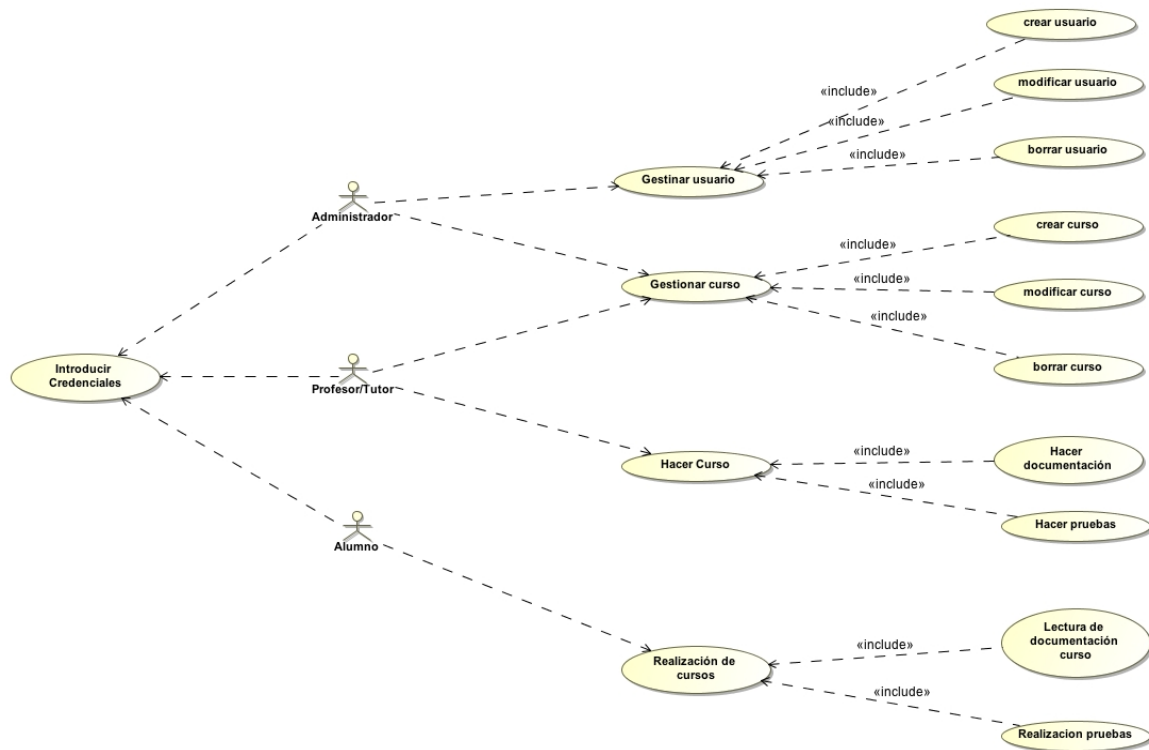 crear usuario
«include»
modificar usuario
«include»
«include»
borrar usuario
Gestinar usuario
Administrador
crear curso
«include»
Gestionar curso
«include»
modificar curso
«include»
Introducir
Credenciales
Profesor/Tutor
borrar curso
Hacer Curso
«include»
Hacer
documentación
«include»
Hacer pruebas
Alumno
Lectura de
documentación
curso
«include»
Realización de
cursos
«include»
Realizacion pruebas